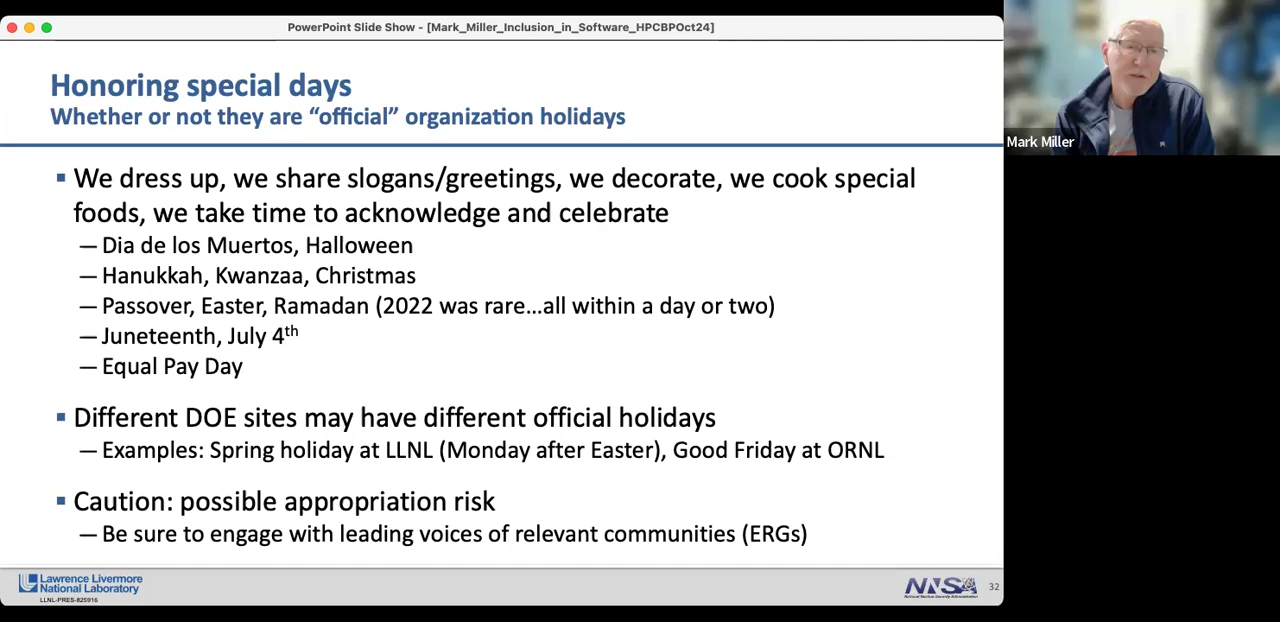 PowerPoint Slide Show - [Mark_Miller_Inclusion_in_Software_HPCBPOct24]
Honoring special days
Whether or not they are “official” organization holidays
▪ We dress up, we share slogans/greetings, we decorate, we cook special
foods, we take time to acknowledge and celebrate
— Dia de los Muertos, Halloween
— Hanukkah, Kwanzaa, Christmas
— Passover, Easter, Ramadan (2022 was rare...all within a day or two)
— Juneteenth, July 4th
— Equal Pay Day
▪ Different DOE sites may have different official holidays
— Examples: Spring holiday at LLNL (Monday after Easter), Good Friday at ORNL
▪ Caution: possible appropriation risk
— Be sure to engage with leading voices of relevant communities (ERGs)
Lawrence Livermore
National Laboratory
LLNL-PRES-825916
NNSA
National Nuclear Security Administration
32
Mark Miller